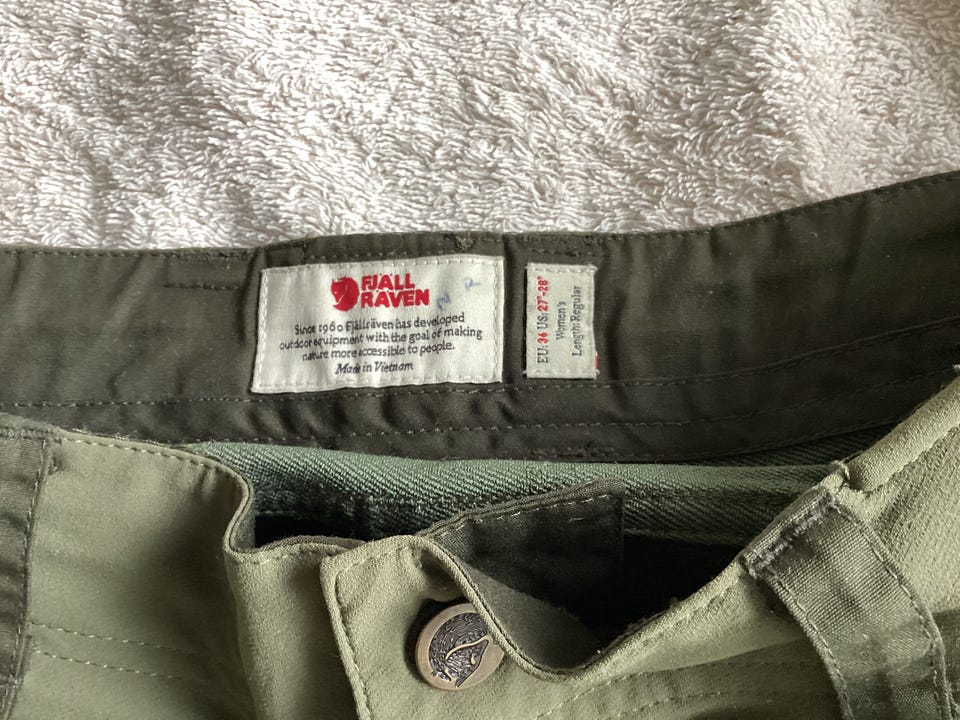 FJÄLL
RÄVEN
Since 1960 Fjällräven has developed
outdoor equipment with the goal of making
nature more accessible to people.
Made in Vietnam
EU: 34 US: 27"-28"
Women's
Length: Regular